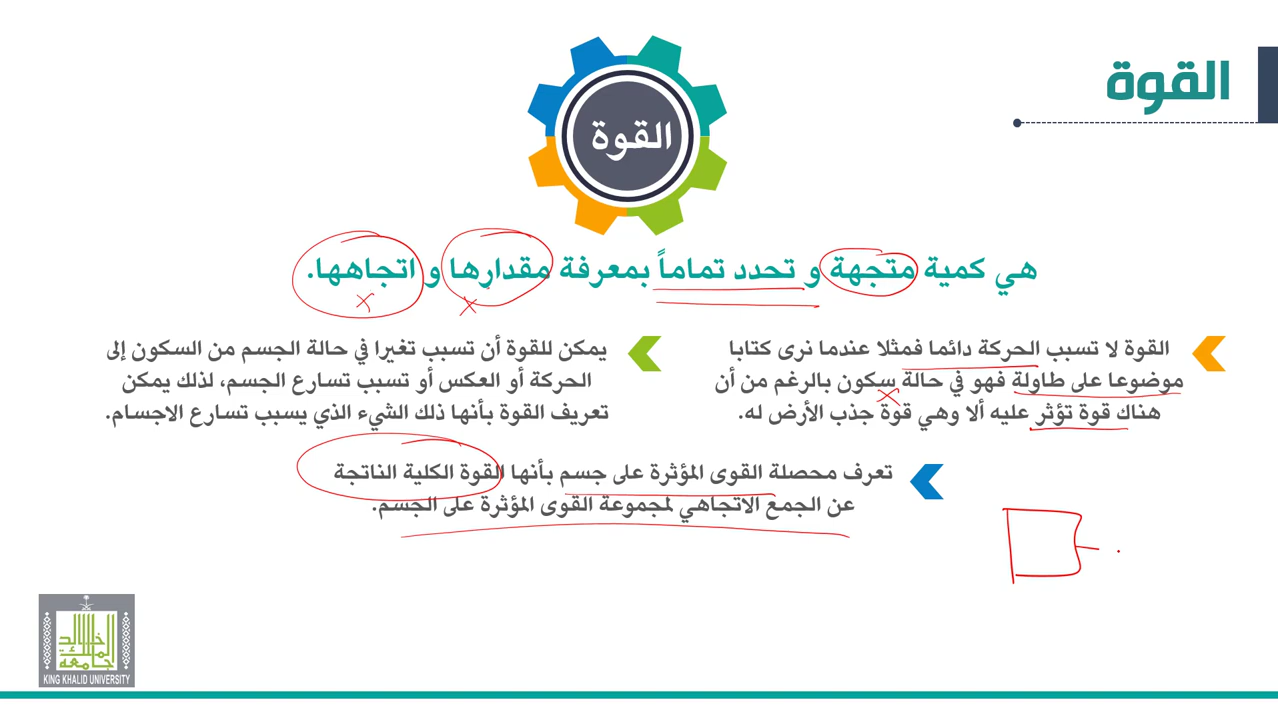 القوة
القوة
هي كمية متجهة و تحدد تماماً بمعرفة مقدارها و اتجاهها.
القوة لا تسبب الحركة دائما فمثلا عندما نرى كتابا
موضوعا على طاولة فهو في حالة سكون بالرغم من أن
هناك قوة تؤثر عليه ألا وهي قوة جذب الأرض له.
يمكن للقوة أن تسبب تغيرا في حالة الجسم من السكون إلى
الحركة أو العكس أو تسبب تسارع الجسم، لذلك يمكن
تعريف القوة بأنها ذلك الشيء الذي يسبب تسارع الاجسام.
تعرف محصلة القوى المؤثرة على جسم بأنها القوة الكلية الناتجة
عن الجمع الاتجاهي لمجموعة القوى المؤثرة على الجسم.
جامعة الملك خالد
KING KHALID UNIVERSITY